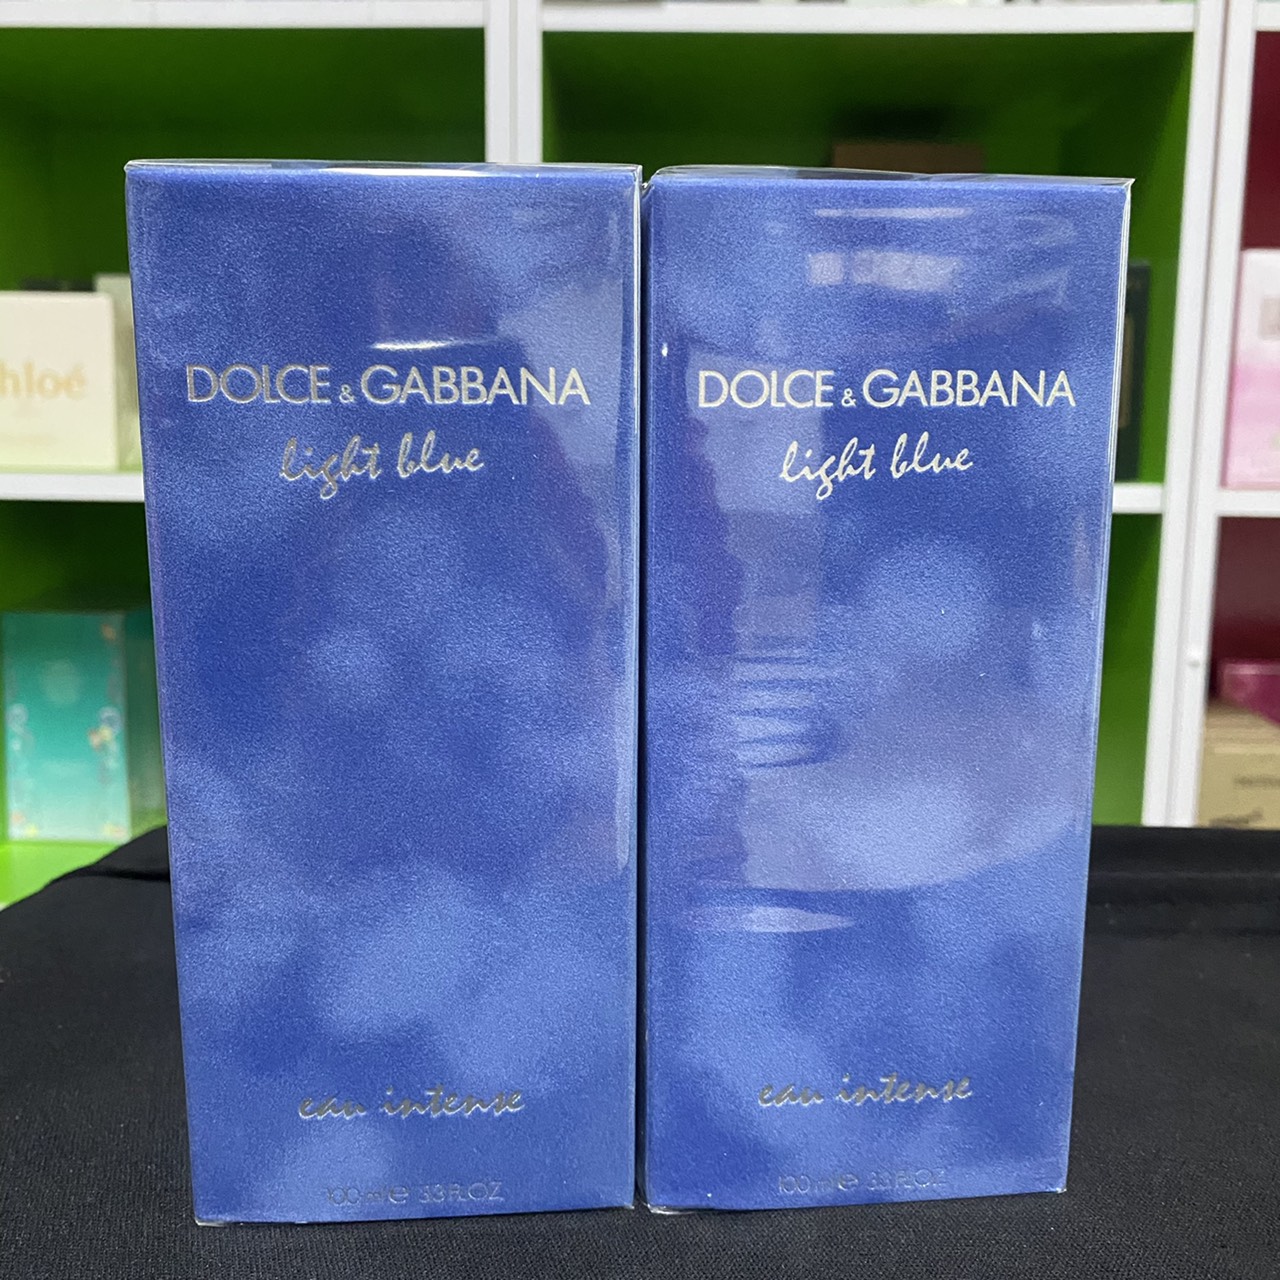 DOLCE & GABBANA
light blue
eau intense
100 ml e 3.3 FL.OZ
DOLCE & GABBANA
light blue
eau intense
100 ml e 3.3 FL.OZ
hloé